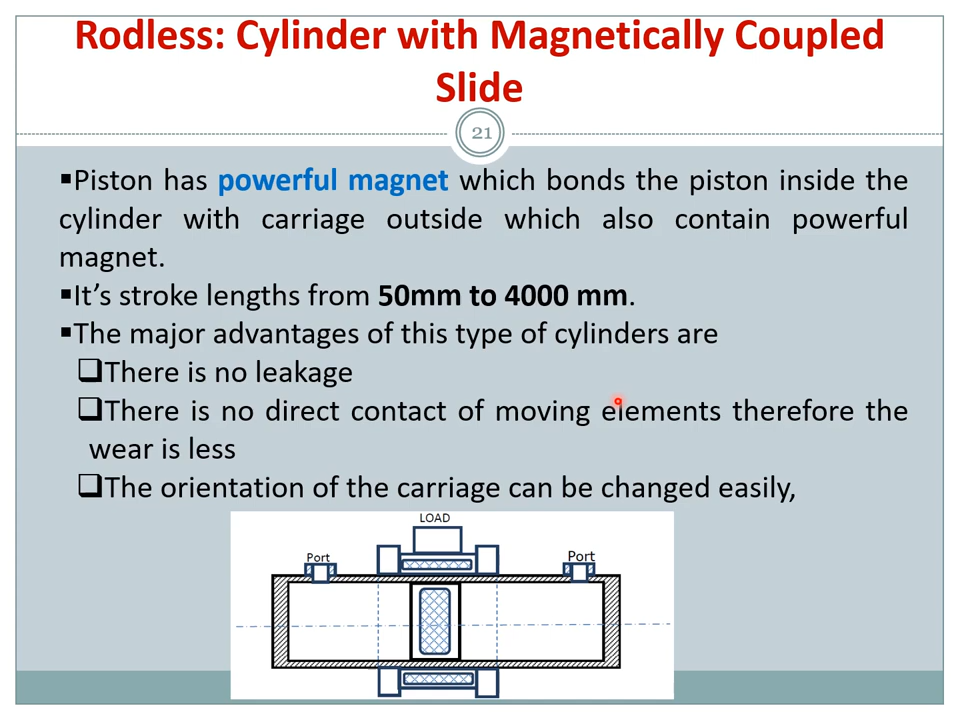 Rodless: Cylinder with Magnetically Coupled
Slide
21
▪Piston has powerful magnet which bonds the piston inside the
cylinder with carriage outside which also contain powerful
magnet.
▪It’s stroke lengths from 50mm to 4000 mm.
▪The major advantages of this type of cylinders are
❑There is no leakage
❑There is no direct contact of moving elements therefore the
wear is less
❑The orientation of the carriage can be changed easily,
LOAD
Port
Port